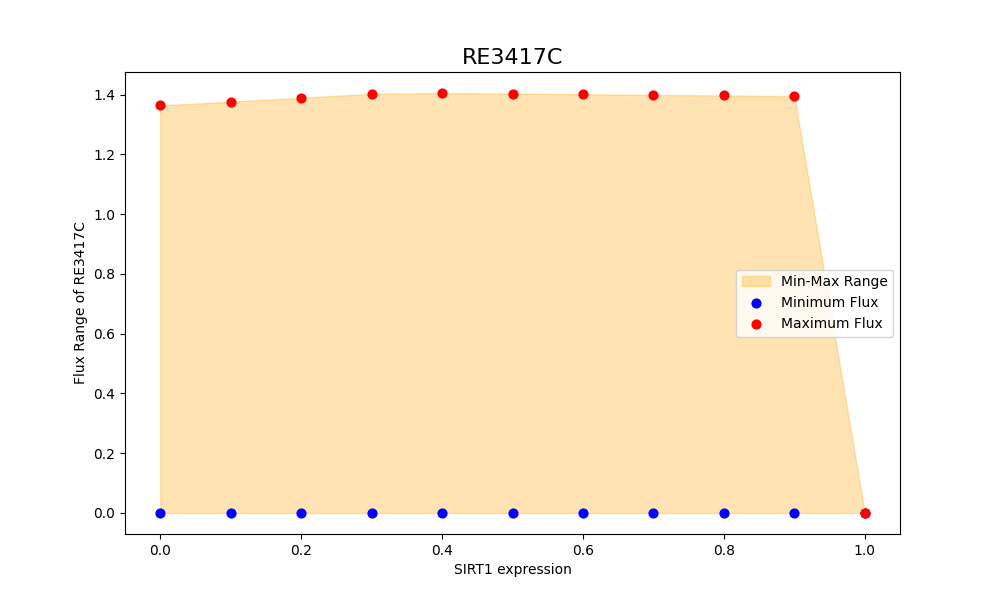 RE3417C
Flux Range of RE3417C
1.4
1.2
1.0
0.8
0.6
0.4
0.2
0.0
Min-Max Range
Minimum Flux
Maximum Flux
0.0 0.2 0.4 0.6 0.8 1.0
SIRT1 expression